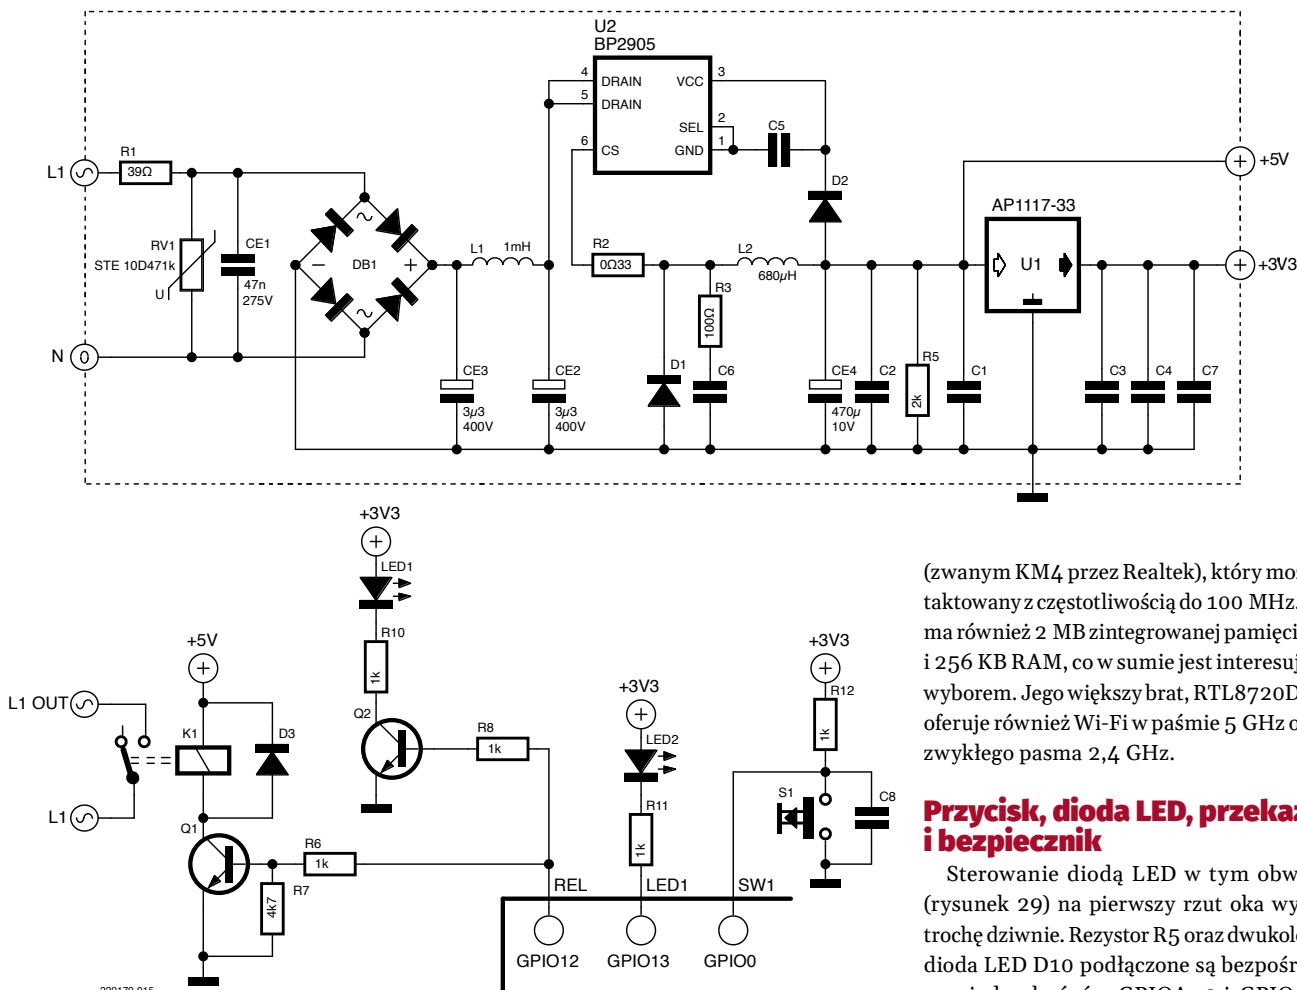 U2
BP2905
4 DRAIN VCC 3
5 DRAIN
SEL 2
6 CS GND 1
C5
L1 R1
39Ω
RV1
STE 10D471k
U
CE1
47n
275V
DB1
L1 1mH
R2
0Ω33
L2
680µH
D2
+5V
AP1117-33
U1
+3V3
R3
100Ω
N
CE3
3µ3
400V
CE2
3µ3
400V
D1
C6
CE4
470µ
10V
C2
R5
2k
C1
C3
C4
C7
+3V3
LED1
R10
1k
+5V
L1 OUT
K1
D3
Q2
R8
1k
L1
Q1
R6
1k
R7
4k7
+3V3
LED2
R11
1k
+3V3
R12
1k
S1
C8
REL LED1 SW1
GPIO12 GPIO13 GPIO0
(zwanym KM4 przez Realtek), który moż
taktowany z częstotliwością do 100 MHz.
ma również 2 MB zintegrowanej pamięci
i 256 KB RAM, co w sumie jest interesuj
wyborem. Jego większy brat, RTL8720D
oferuje również Wi-Fi w paśmie 5 GHz o
zwykłego pasma 2,4 GHz.
Przycisk, dioda LED, przekaź
i bezpiecznik
Sterowanie diodą LED w tym obw
(rysunek 29) na pierwszy rzut oka wy
trochę dziwnie. Rezystor R5 oraz dwukolo
dioda LED D10 podłączone są bezpośr